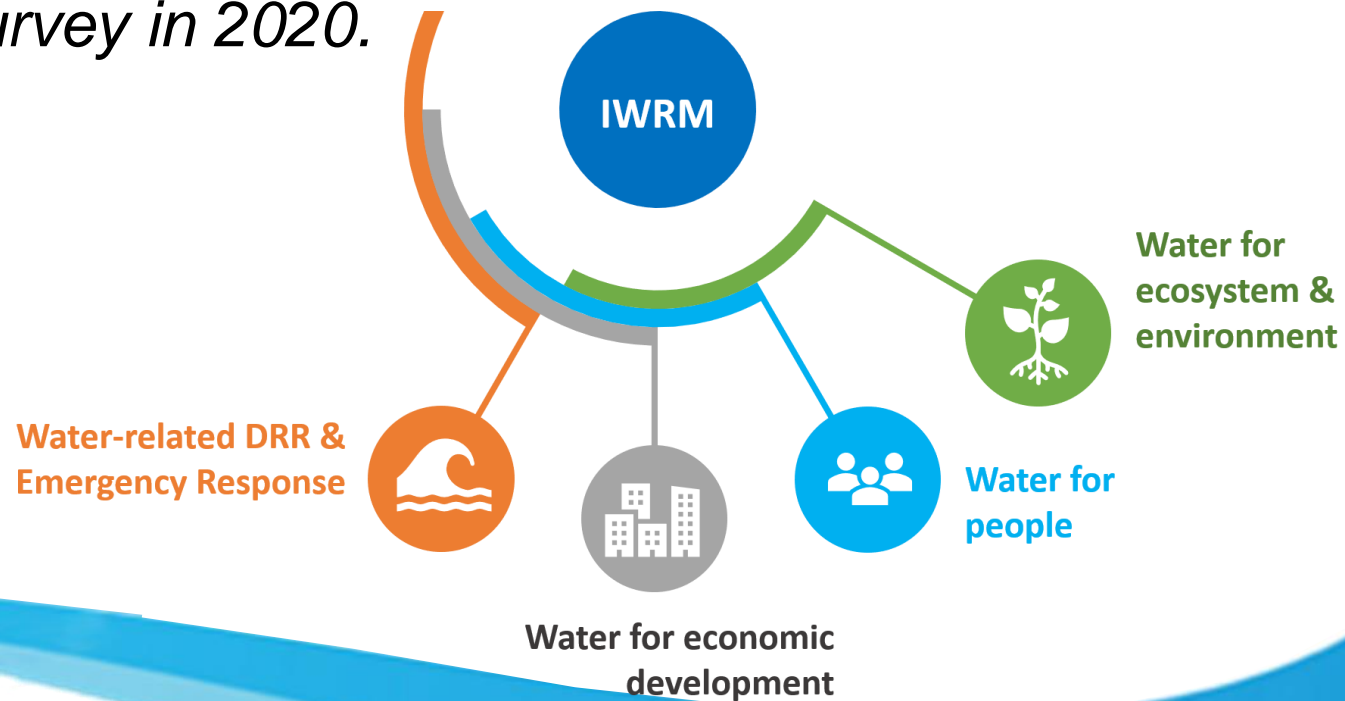 in 2020.
IWRM
Water for
ecosystem &
environment
Water-related DRR &
Emergency Response
Water for
people
Water for economic
development